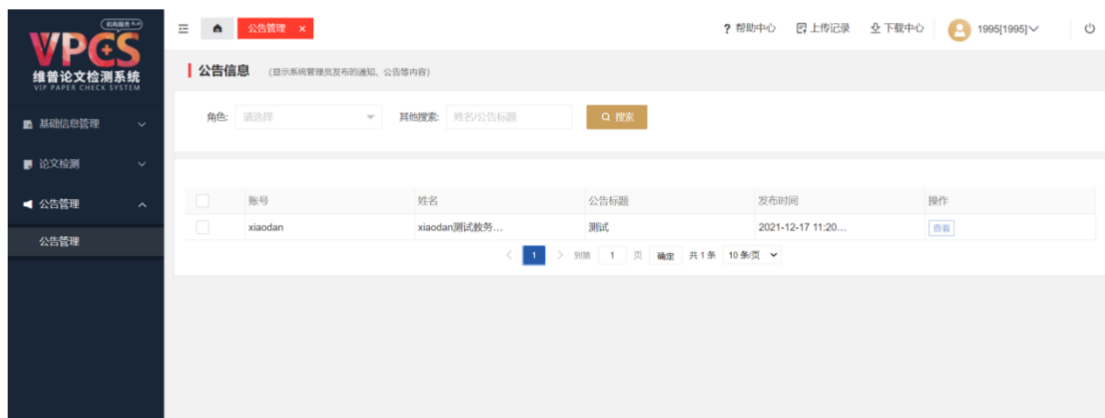 机构服务 4.0
VPCS
维普论文检测系统
VIP PAPER CHECK SYSTEM
公告管理 ×
? 帮助中心 上传记录 下载中心 1995[1995]
公告信息 (显示系统管理员发布的通知、公告等内容)
角色: 请选择 其他搜索: 姓名/公告标题 搜索
基础信息管理
论文检测
公告管理
公告管理
账号 姓名 公告标题 发布时间 操作
xiaodan xiaodan测试教务... 测试 2021-12-17 11:20... 查看
< 1 > 到第 1 页 确定 共 1 条 10 条/页